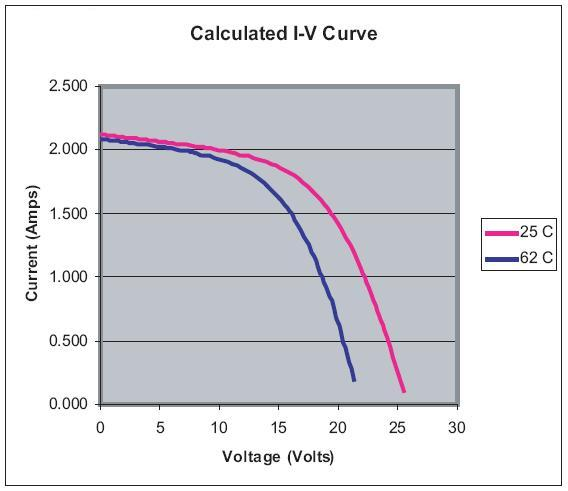 Calculated I-V Curve
2.500
2.000
1.500
1.000
0.500
0.000
Current (Amps)
0 5 10 15 20 25 30
Voltage (Volts)
25 C
62 C